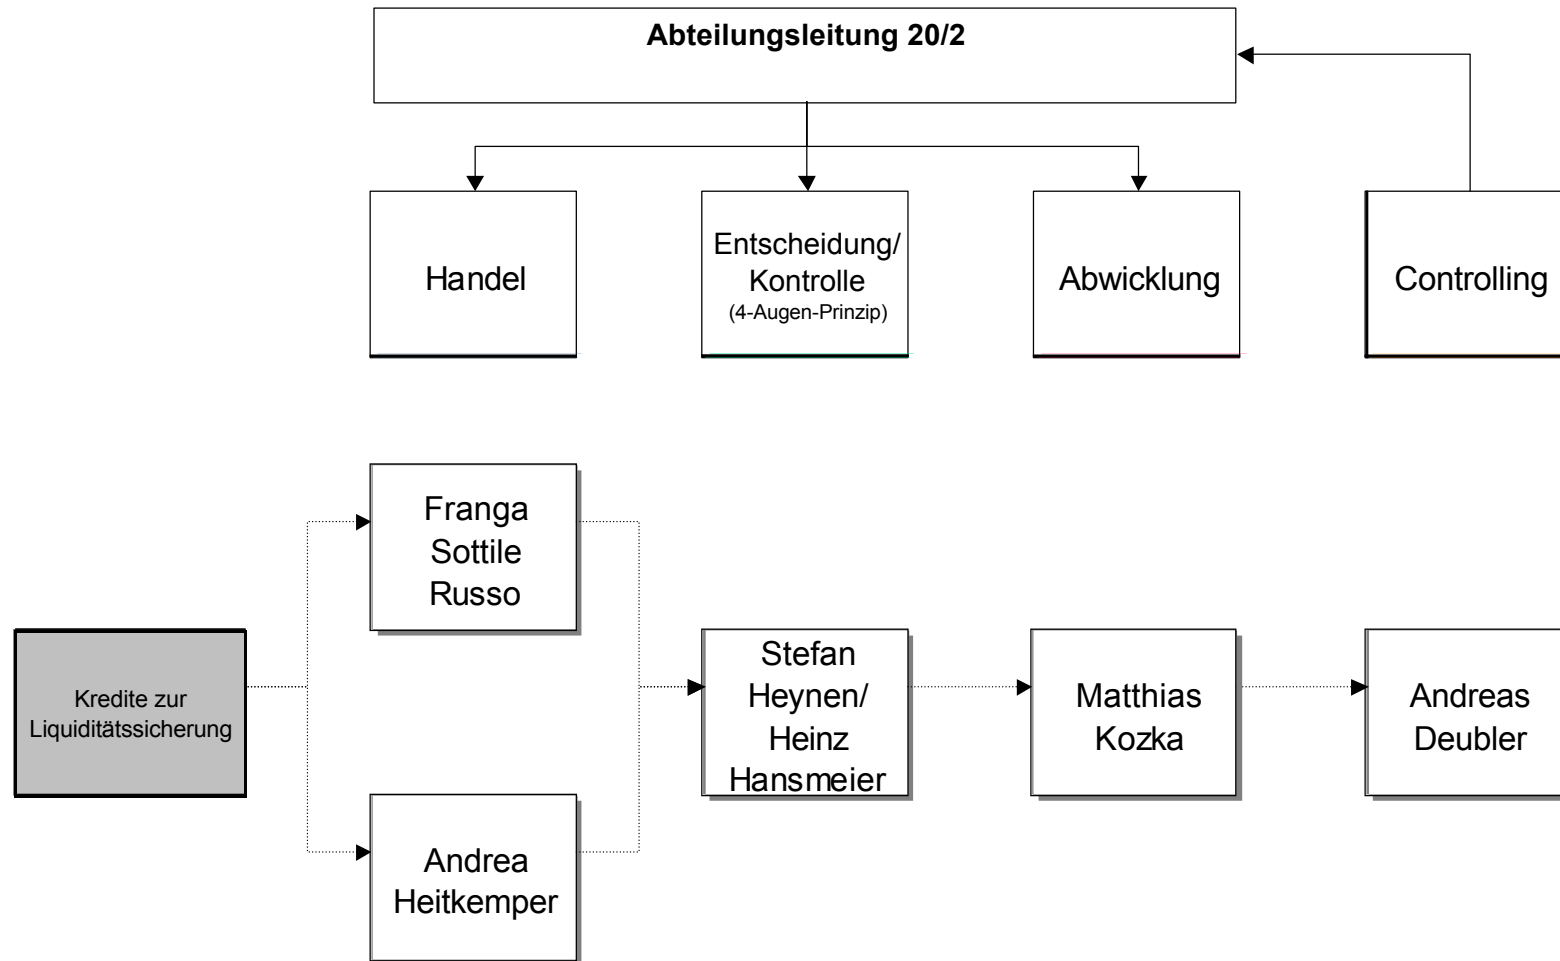 Abteilungsleitung 20/2
Handel
Entscheidung/
Kontrolle
(4-Augen-Prinzip)
Abwicklung
Controlling
Franga
Sottile
Russo
Kredite zur
Liquiditätssicherung
Stefan
Heynen/
Heinz
Hansmeier
Matthias
Kozka
Andreas
Deubler
Andrea
Heitkemper